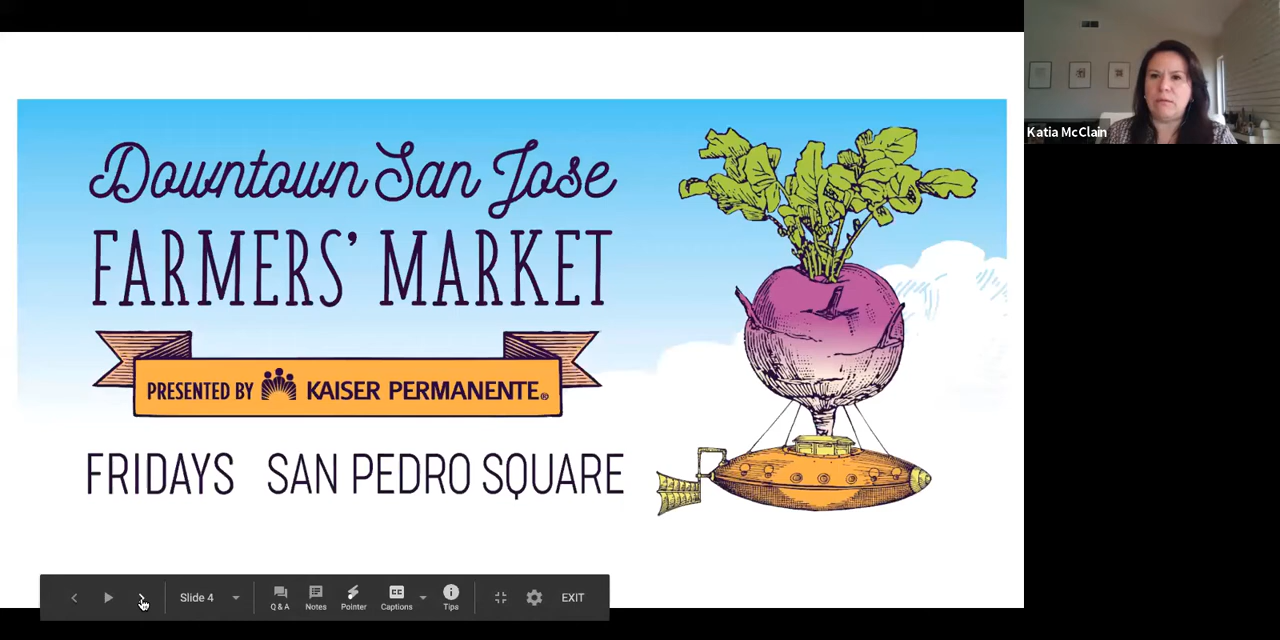 Downtown San Jose
FARMERS' MARKET
PRESENTED BY KAISER PERMANENTE®
FRIDAYS SAN PEDRO SQUARE
Katia McClain
Slide 4
Q & A
Notes
Pointer
Captions
Tips
EXIT